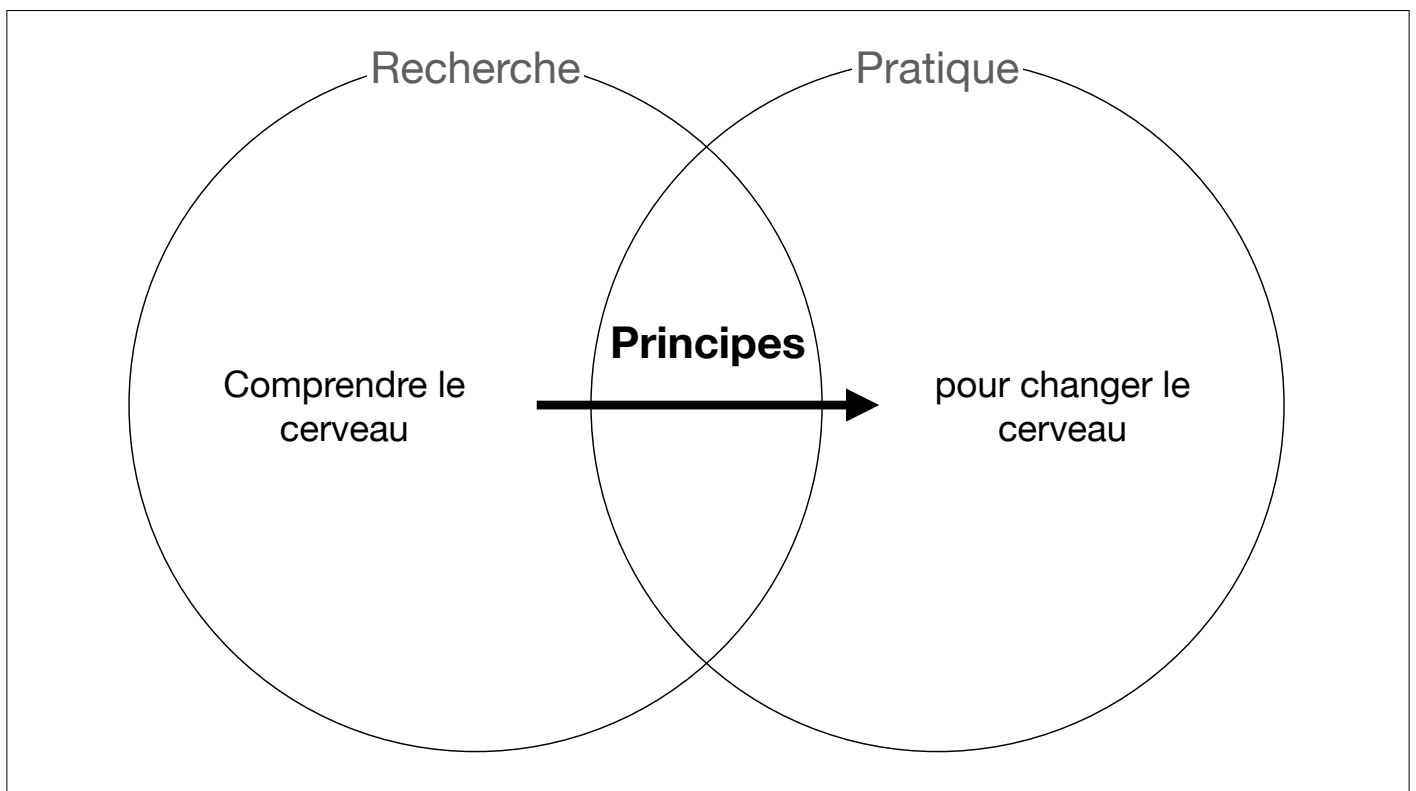 Recherche
Pratique
Principes
Comprendre le
cerveau
pour changer le
cerveau